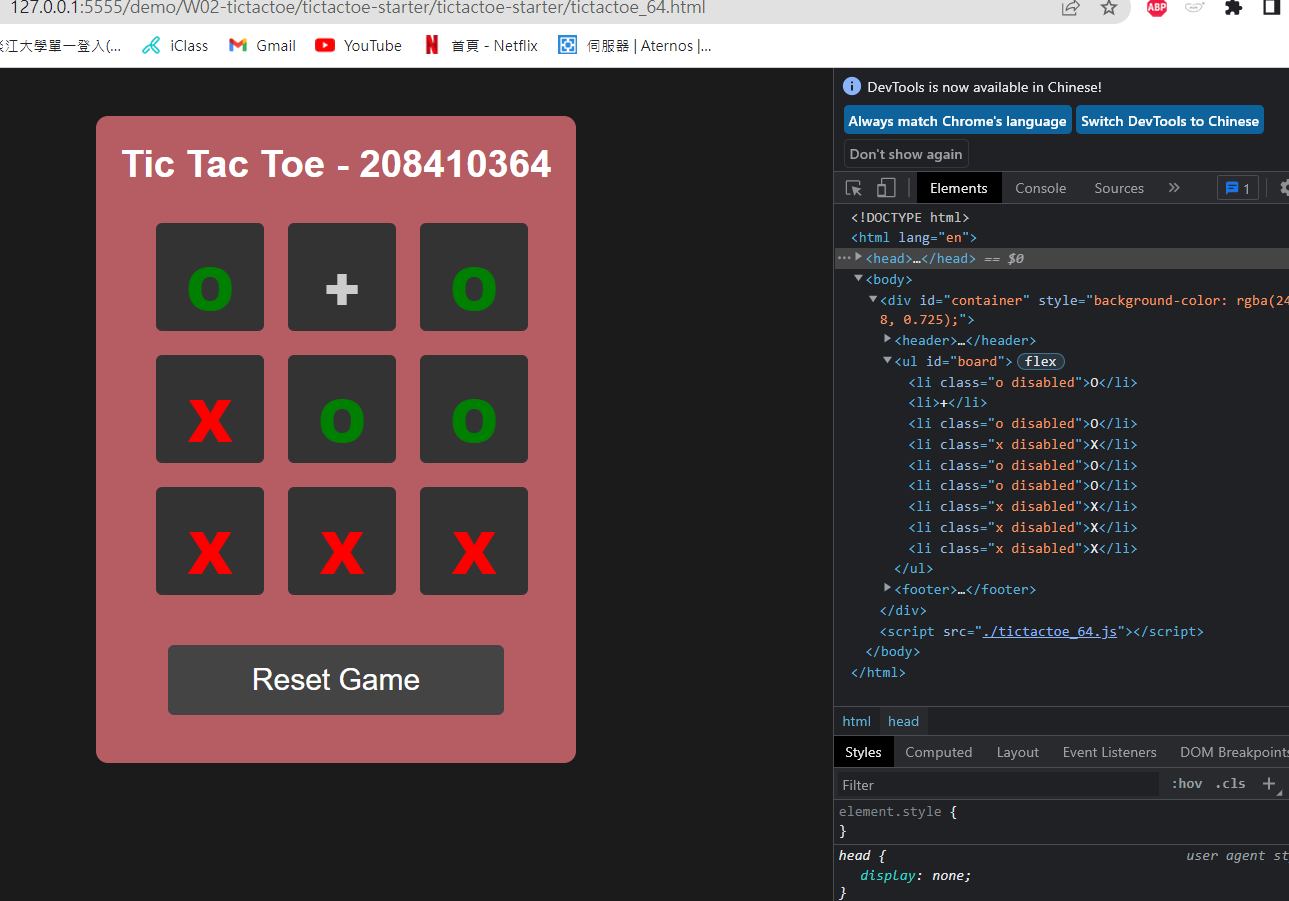 127.0.0.1:5555/demo/W02-tictactoe/tictactoe-starter/tictactoe-starter/tictactoe_64.html
ABP
淡江大學單一登入(... iClass Gmail YouTube 首頁 - Netflix 伺服器 | Aternos |...
Tic Tac Toe - 208410364
O + O
X O O
X X X
Reset Game
DevTools is now available in Chinese!
Always match Chrome's language Switch DevTools to Chinese
Don't show again
Elements Console Sources » 1
<!DOCTYPE html>
<html lang="en">
<head>…</head> == $0
<body>
<div id="container" style="background-color: rgba(24
8, 0.725);">
<header>…</header>
<ul id="board"> flex
<li class="o disabled">O</li>
<li>+</li>
<li class="o disabled">O</li>
<li class="x disabled">X</li>
<li class="o disabled">O</li>
<li class="o disabled">O</li>
<li class="x disabled">X</li>
<li class="x disabled">X</li>
<li class="x disabled">X</li>
</ul>
<footer>…</footer>
</div>
<script src="./tictactoe_64.js"></script>
</body>
</html>
html head
Styles Computed Layout Event Listeners DOM Breakpoints
Filter :hov .cls +
element.style {
}
head { user agent st
display: none;
}